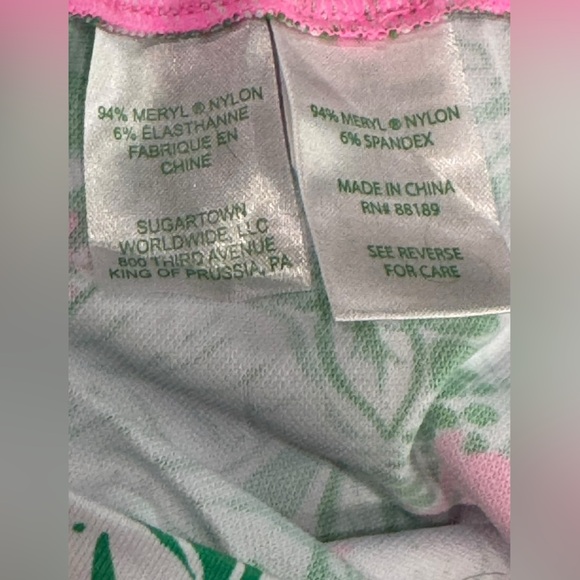 94% MERYL ® NYLON
6% ÉLASTHANNE
FABRIQUE EN
CHINE
SUGARTOWN
WORLDWIDE, LLC
800 THIRD AVENUE
KING OF PRUSSIA, PA
94% MERYL ® NYLON
6% SPANDEX
MADE IN CHINA
RN# 88189
SEE REVERSE
FOR CARE